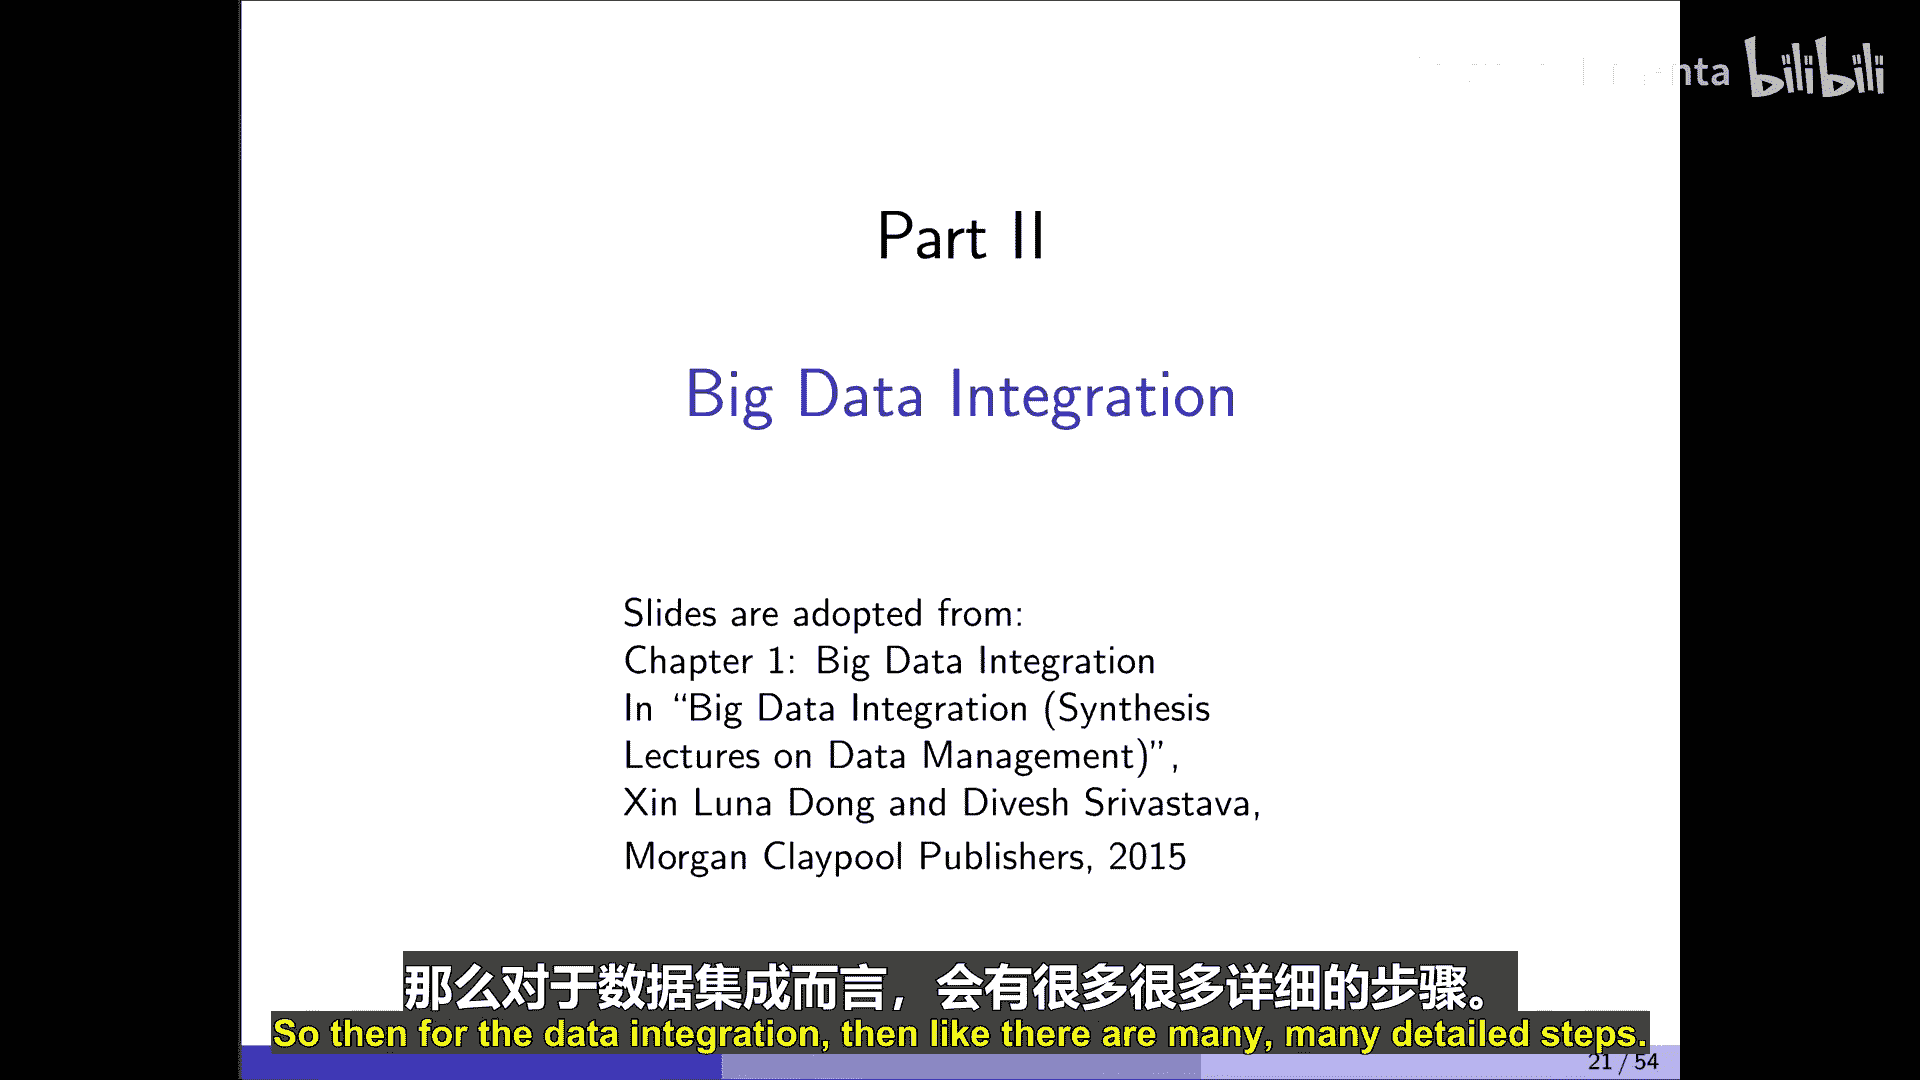 bilibili
Part II
Big Data Integration
Slides are adopted from:
Chapter 1: Big Data Integration
In “Big Data Integration (Synthesis
Lectures on Data Management)”,
Xin Luna Dong and Divesh Srivastava,
Morgan Claypool Publishers, 2015
那么对于数据集成而言，会有很多很多详细的步骤。
So then for the data integration, then like there are many, many detailed steps.
21 / 54